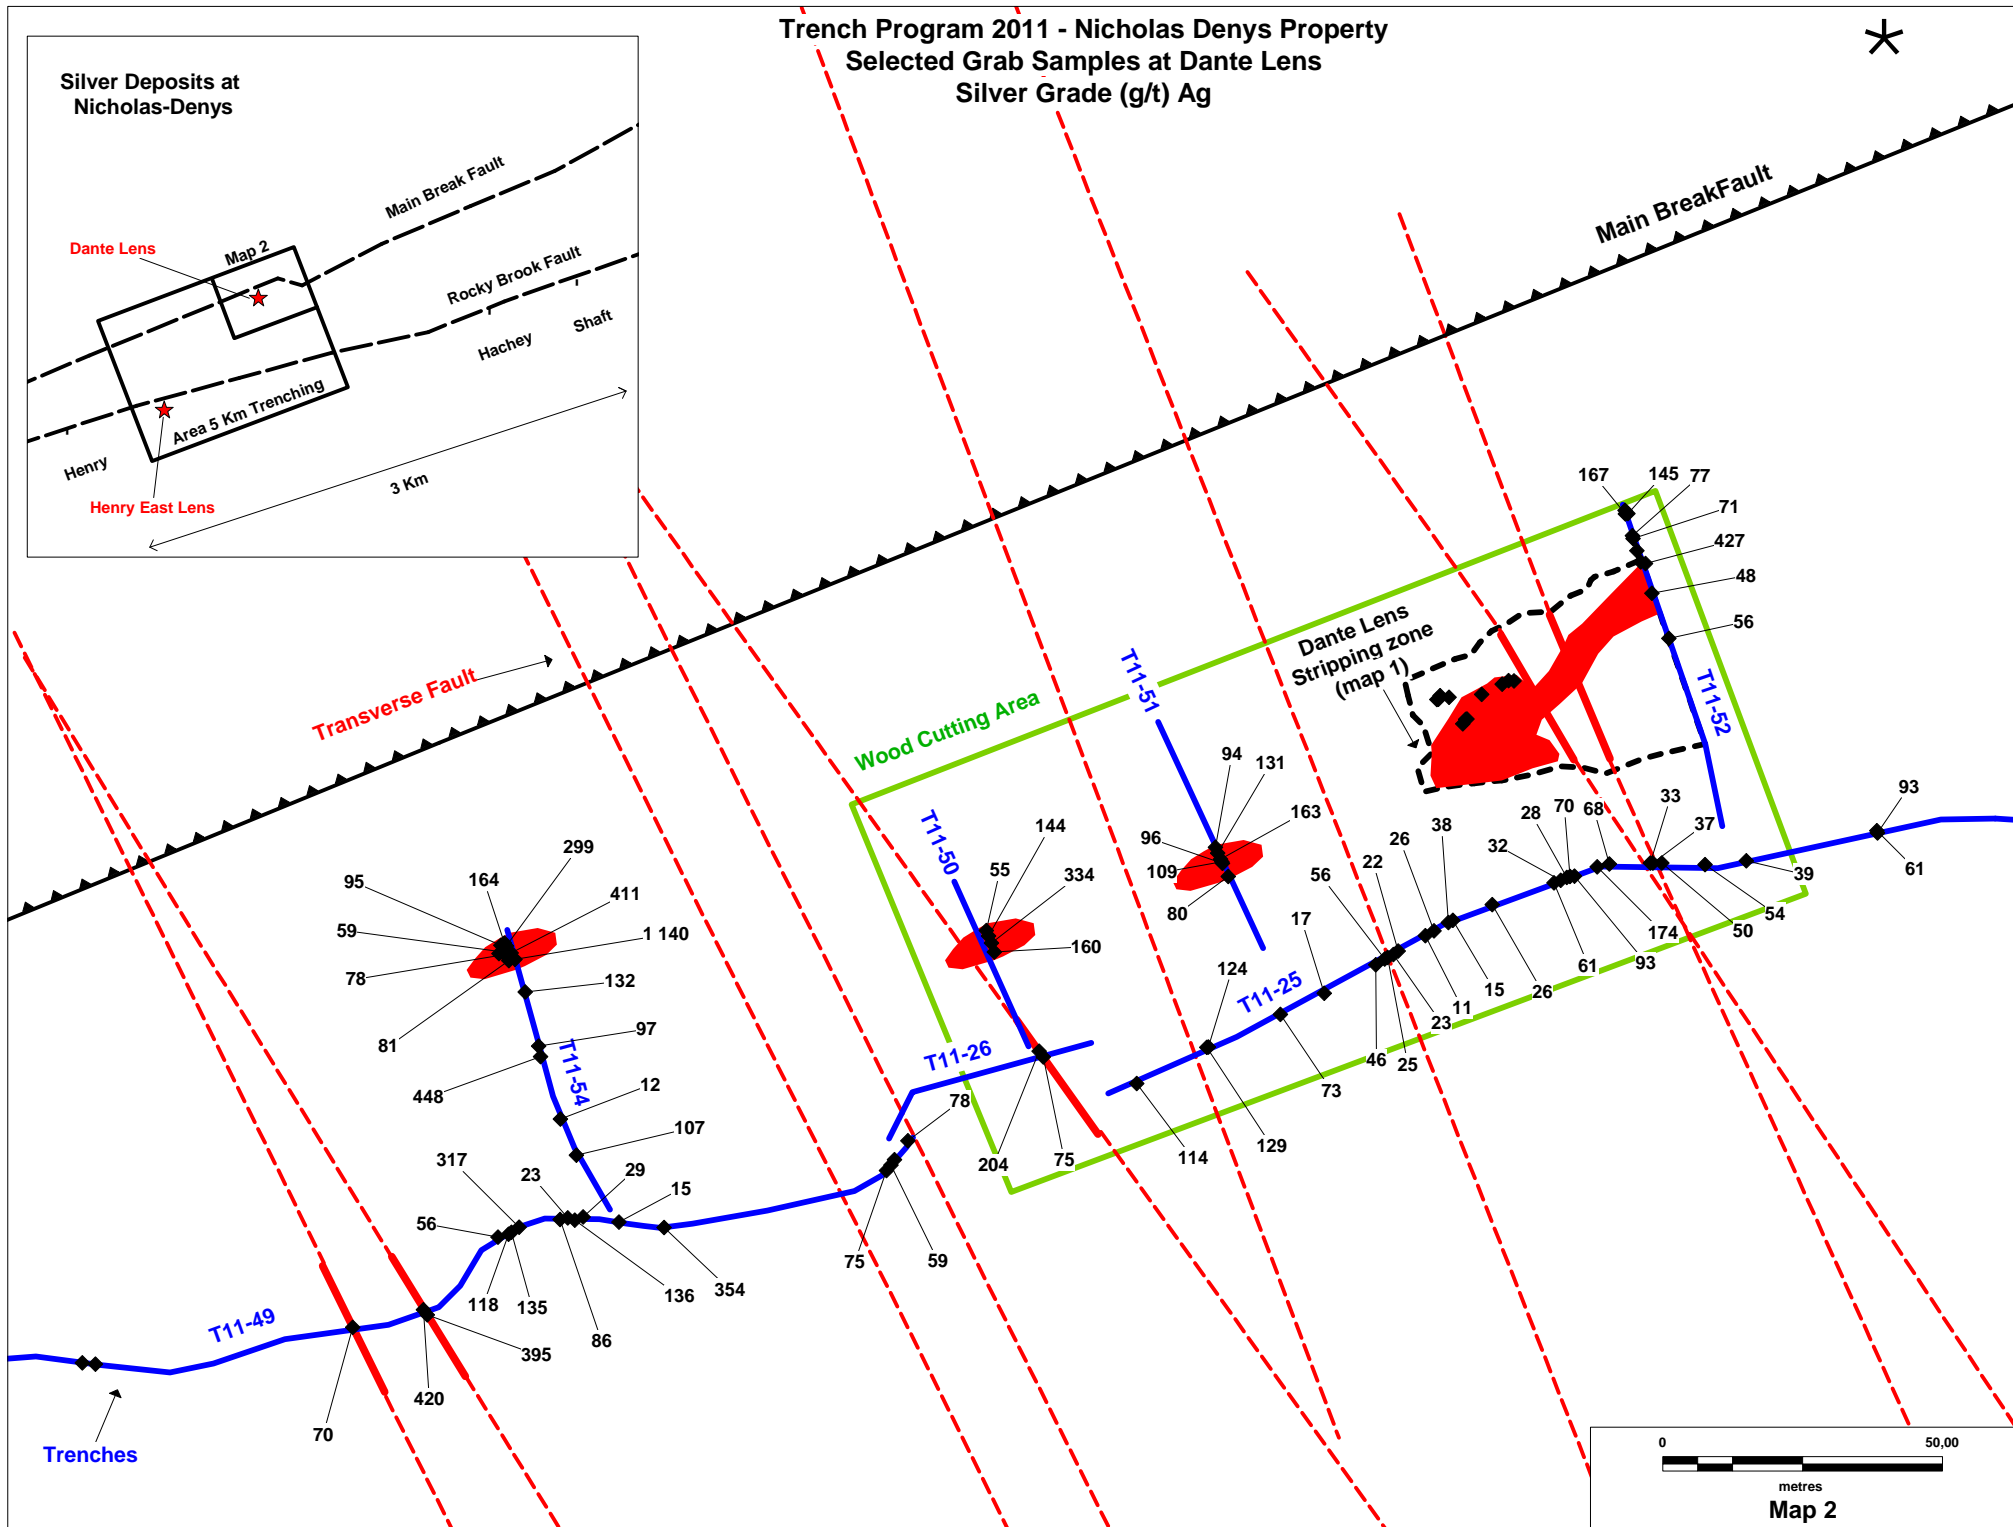 Trench Program 2011 - Nicholas Denys Property
Selected Grab Samples at Dante Lens
Silver Grade (g/t) Ag
Silver Deposits at
Nicholas-Denys
Main Break Fault
Dante Lens
Map 2
Rocky Brook Fault
Hachey
Shaft
Area 5 Km Trenching
Henry
3 Km
Henry East Lens
Main BreakFault
Transverse Fault
Wood Cutting Area
Dante Lens
Stripping zone
(map 1)
T11-51
T11-52
T11-50
T11-25
T11-26
T11-54
T11-49
Trenches
167
145
77
71
427
48
56
93
61
33
37
39
54
50
68
70
28
32
174
93
61
26
15
11
38
26
23
22
25
56
46
17
73
94
131
163
96
109
80
124
129
114
144
55
334
160
204
75
78
59
75
299
164
95
411
59
1 140
78
132
81
97
448
12
107
317
23
29
15
56
354
136
118
135
86
395
420
70
0
50,00
metres
Map 2